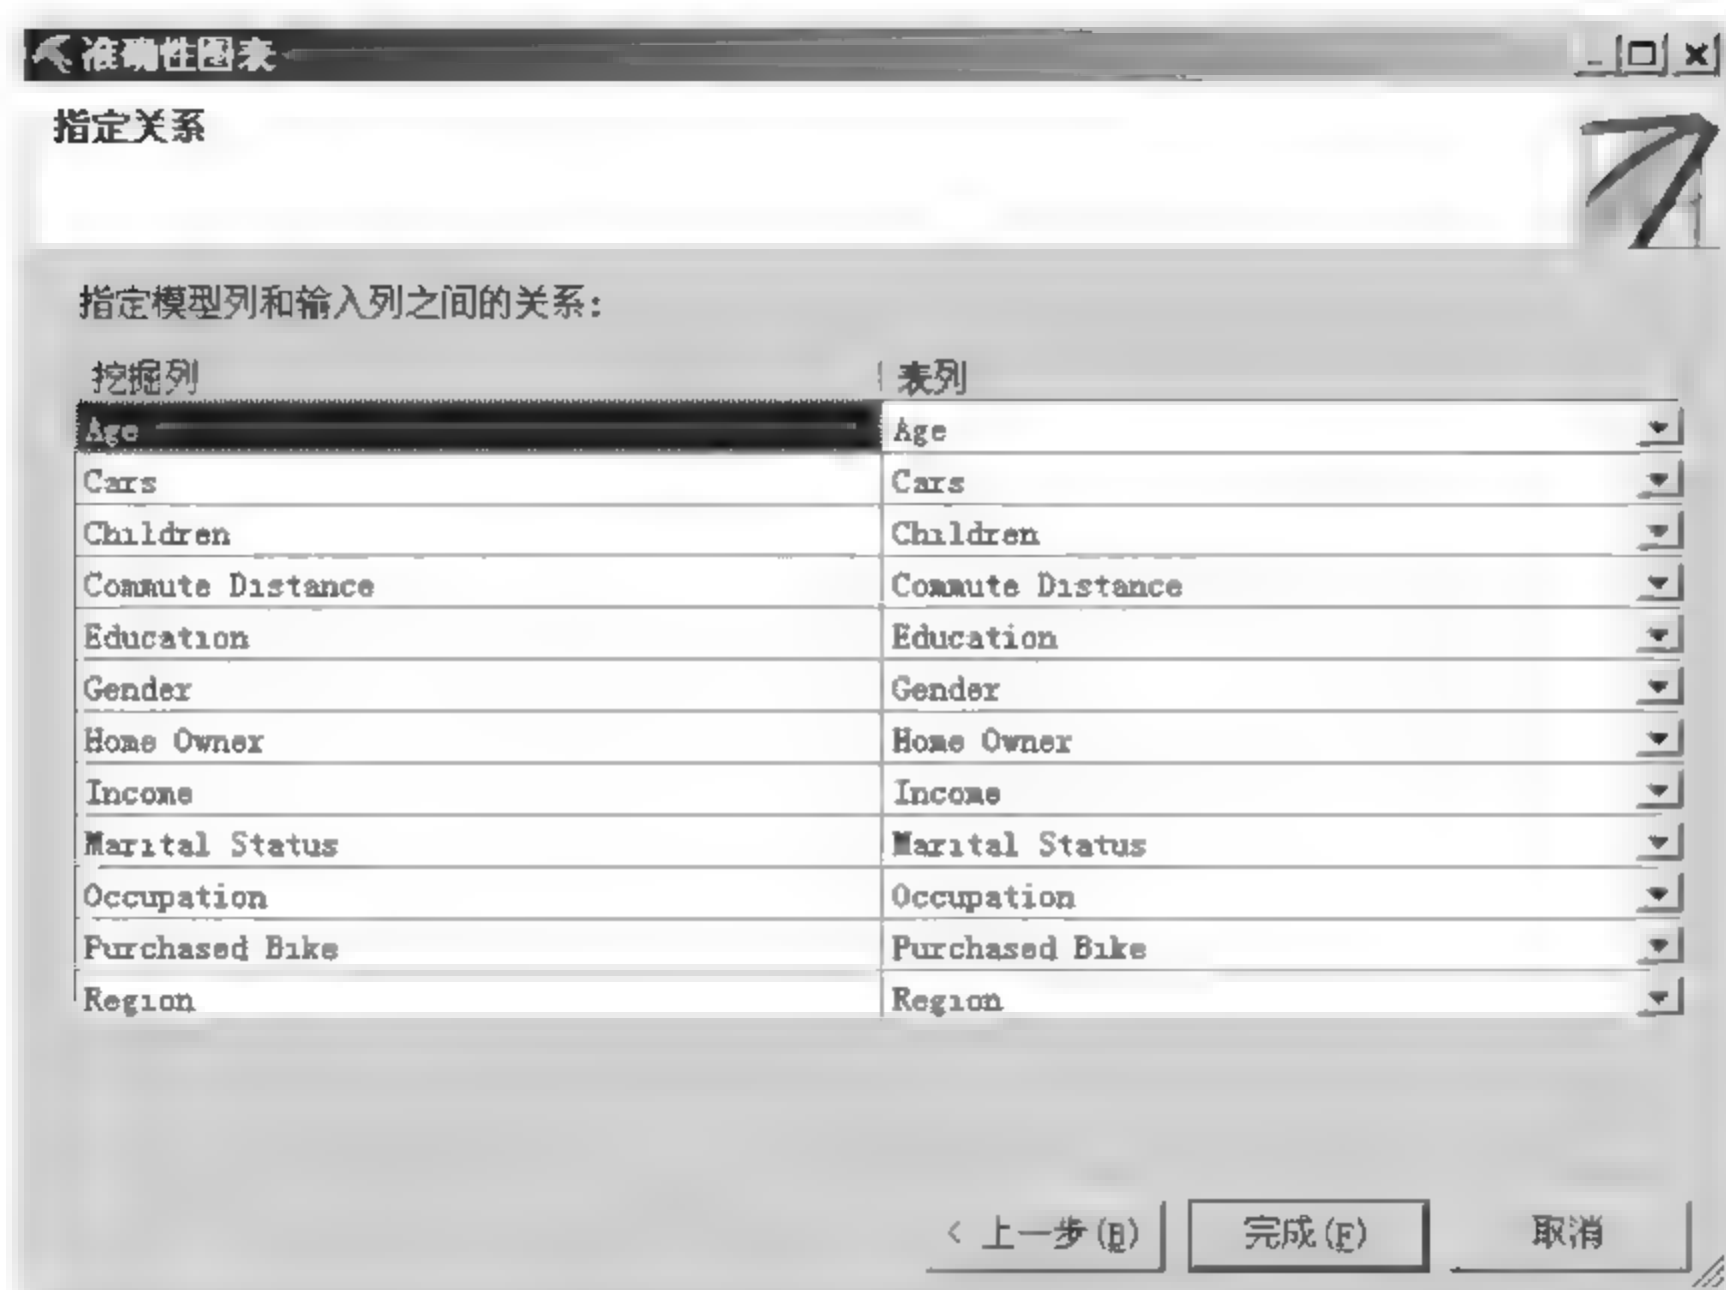 准确性图表
指定关系
指定模型列和输入列之间的关系:
挖掘列 表列
Age Age
Cars Cars
Children Children
Commute Distance Commute Distance
Education Education
Gender Gender
Home Owner Home Owner
Income Income
Marital Status Marital Status
Occupation Occupation
Purchased Bike Purchased Bike
Region Region
< 上一步(B) 完成(F) 取消